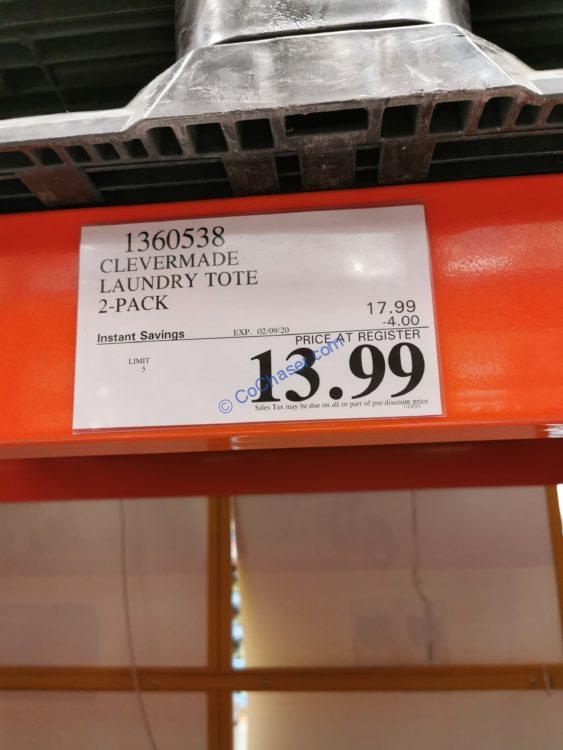 1360538
CLEVERMADE
LAUNDRY TOTE
2-PACK
17.99
Instant Savings EXP. 02/09/20 -4.00
PRICE AT REGISTER
LIMIT
5
13.99
© CoChaser.com
Sales Tax may be due on all or part of pre-discount price